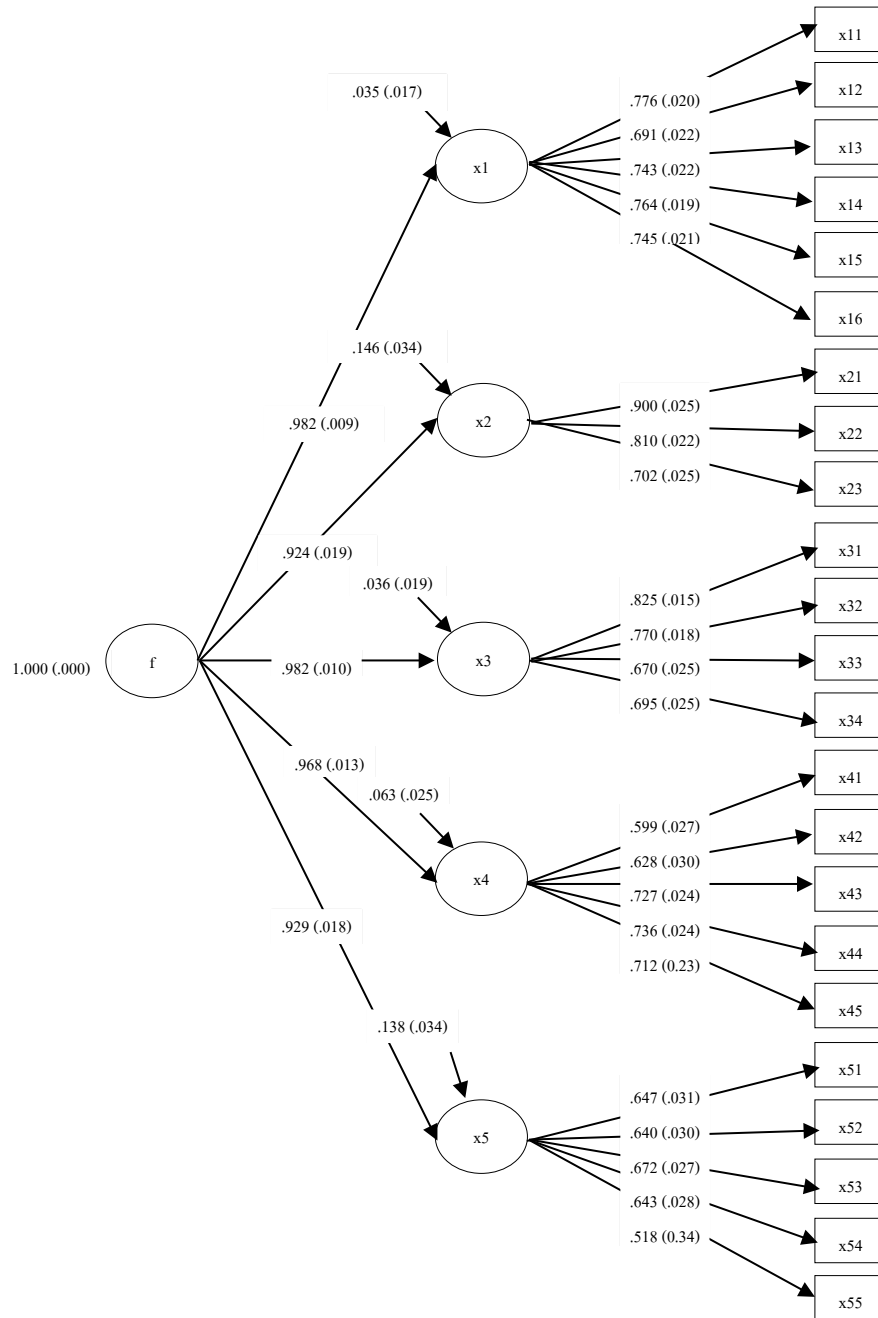 x11
.035 (.017)
x12
.776 (.020)
.691 (.022)
x13
x1
.743 (.022)
.764 (.019)
x14
.745 (.021)
x15
x16
.146 (.034)
x21
.900 (.025)
.982 (.009)
x2
x22
.810 (.022)
.702 (.025)
x23
.924 (.019)
x31
.036 (.019)
.825 (.015)
x32
.770 (.018)
1.000 (.000)
f
.982 (.010)
x3
.670 (.025)
x33
.695 (.025)
x34
.968 (.013)
x41
.063 (.025)
.599 (.027)
x42
.628 (.030)
x4
.727 (.024)
x43
.929 (.018)
.736 (.024)
x44
.712 (0.23)
x45
.138 (.034)
x51
.647 (.031)
x52
.640 (.030)
x5
.672 (.027)
x53
.643 (.028)
.518 (0.34)
x54
x55